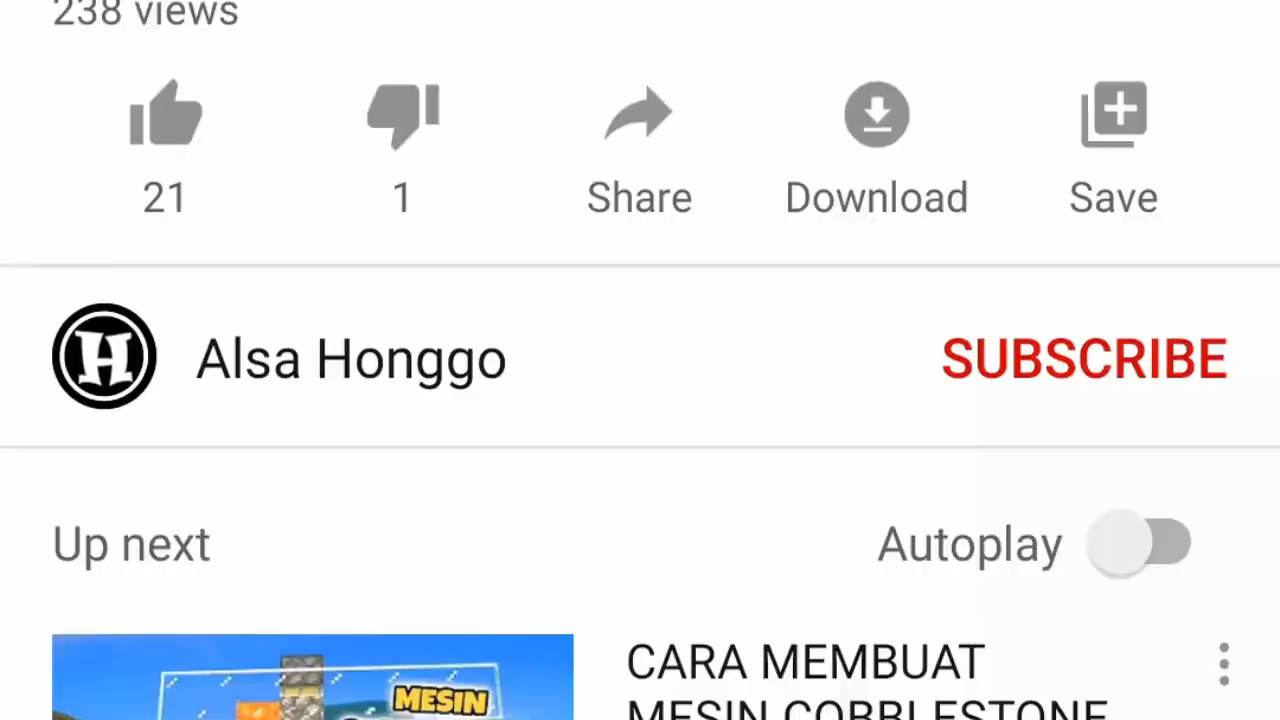 238 views
21
1
Share
Download
Save
H
Alsa Honggo
SUBSCRIBE
Up next
Autoplay
MESIN
CARA MEMBUAT
MESIN COBBLESTONE